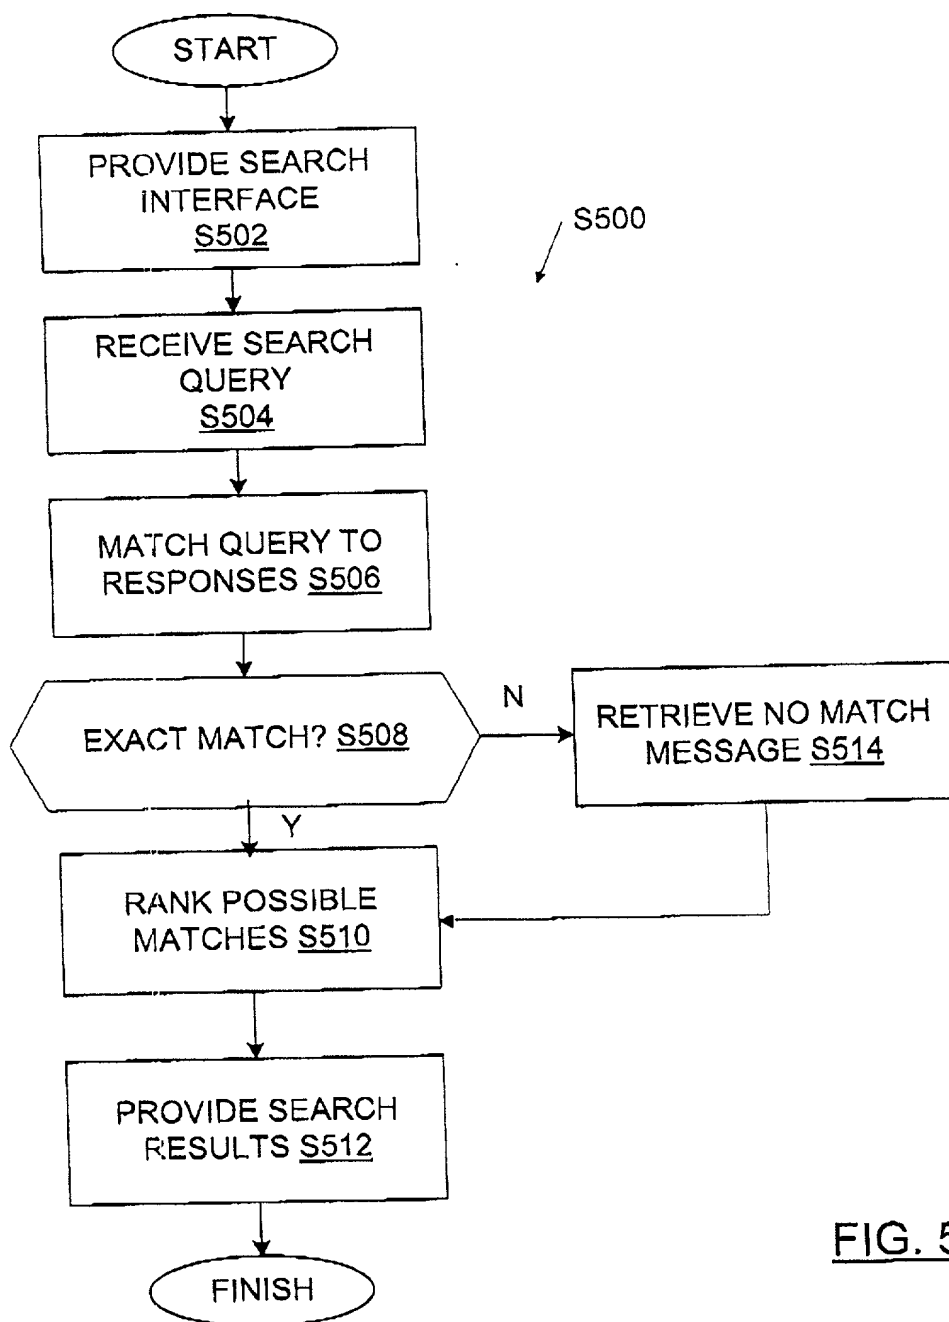 START
PROVIDE SEARCH
INTERFACE
S502
S500
RECEIVE SEARCH
QUERY
S504
MATCH QUERY TO
RESPONSES S506
EXACT MATCH? S508
N
RETRIEVE NO MATCH
MESSAGE S514
Y
RANK POSSIBLE
MATCHES S510
PROVIDE SEARCH
RESULTS S512
FINISH
FIG. 5